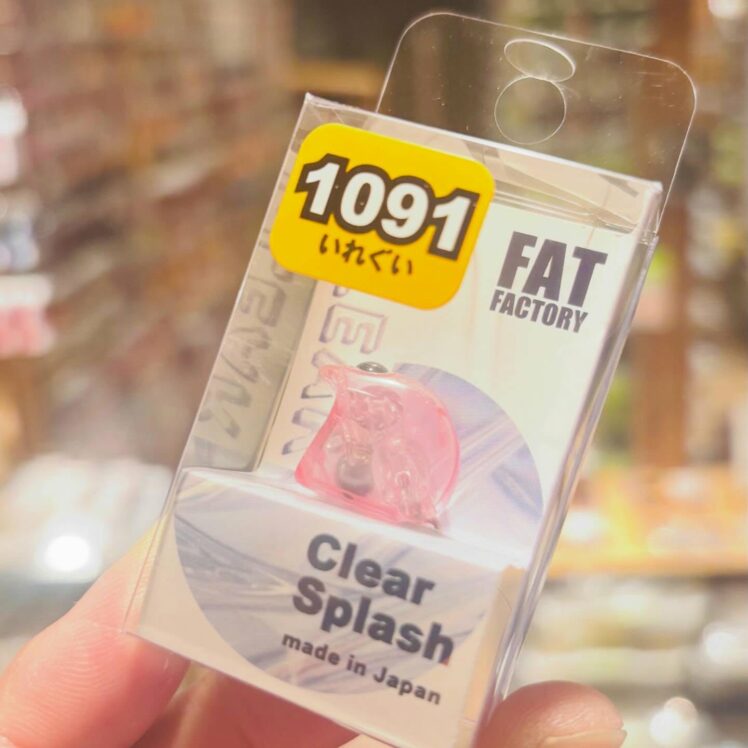 1091
いれぐい
FAT
FACTORY
Clear
Splash
made in Japan